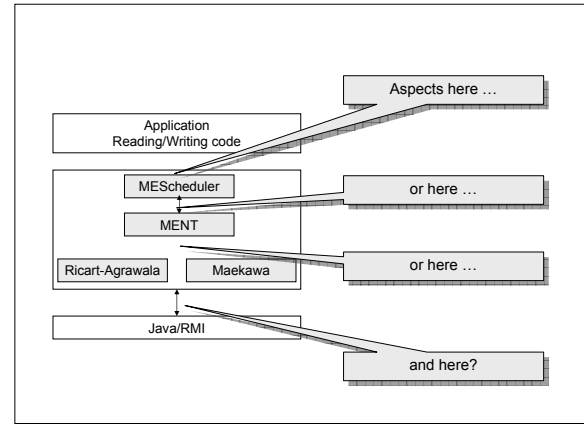 Aspects here …
Application
Reading/Writing code
MEScheduler
or here …
MENT
or here …
Ricart-Agrawala
Maekawa
Java/RMI
and here?